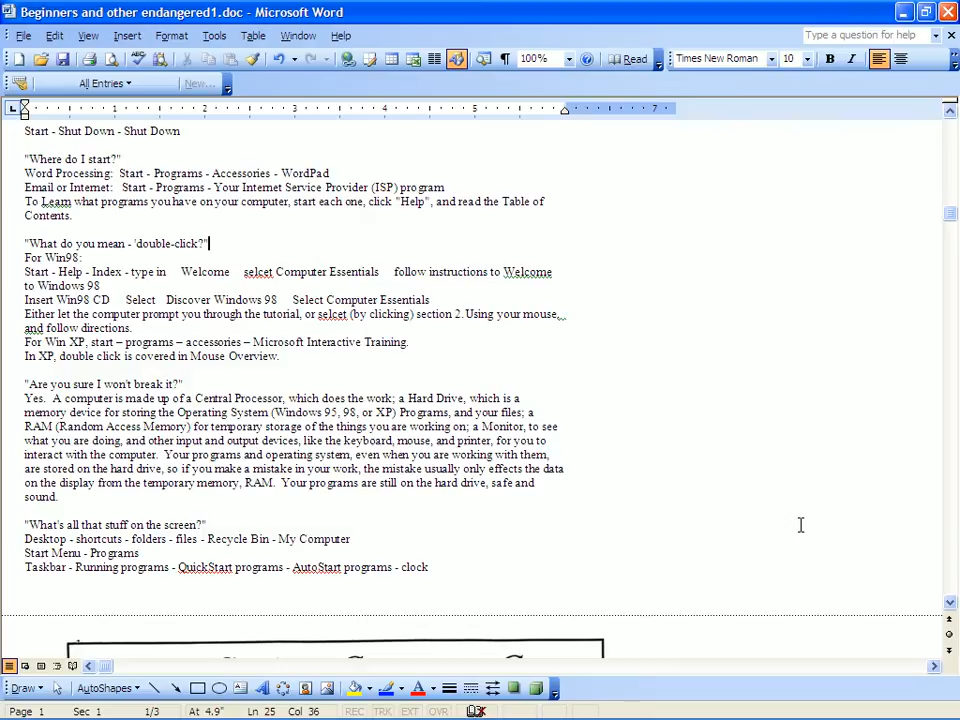 Beginners and other endangered1.doc - Microsoft Word
File Edit View Insert Format Tools Table Window Help Type a question for help
100% Read Times New Roman 10 B I
All Entries New...
1 2 3 4 5 7
Start - Shut Down - Shut Down
"Where do I start?"
Word Processing: Start - Programs - Accessories - WordPad
Email or Internet: Start - Programs - Your Internet Service Provider (ISP) program
To Learn what programs you have on your computer, start each one, click "Help", and read the Table of
Contents.
"What do you mean - 'double-click?"
For Win98:
Start - Help - Index - type in Welcome selcet Computer Essentials follow instructions to Welcome
to Windows 98
Insert Win98 CD Select Discover Windows 98 Select Computer Essentials
Either let the computer prompt you through the tutorial, or selcet (by clicking) section 2. Using your mouse,
and follow directions.
For Win XP, start – programs – accessories – Microsoft Interactive Training.
In XP, double click is covered in Mouse Overview.
"Are you sure I won't break it?"
Yes. A computer is made up of a Central Processor, which does the work; a Hard Drive, which is a
memory device for storing the Operating System (Windows 95, 98, or XP) Programs, and your files; a
RAM (Random Access Memory) for temporary storage of the things you are working on; a Monitor, to see
what you are doing, and other input and output devices, like the keyboard, mouse, and printer, for you to
interact with the computer. Your programs and operating system, even when you are working with them,
are stored on the hard drive, so if you make a mistake in your work, the mistake usually only effects the data
on the display from the temporary memory, RAM. Your programs are still on the hard drive, safe and
sound.
"What's all that stuff on the screen?"
Desktop - shortcuts - folders - files - Recycle Bin - My Computer
Start Menu - Programs
Taskbar - Running programs - QuickStart programs - AutoStart programs - clock
Draw AutoShapes A
Page 1 Sec 1 1/3 At 4.9" Ln 25 Col 36 REC TRK EXT OVR